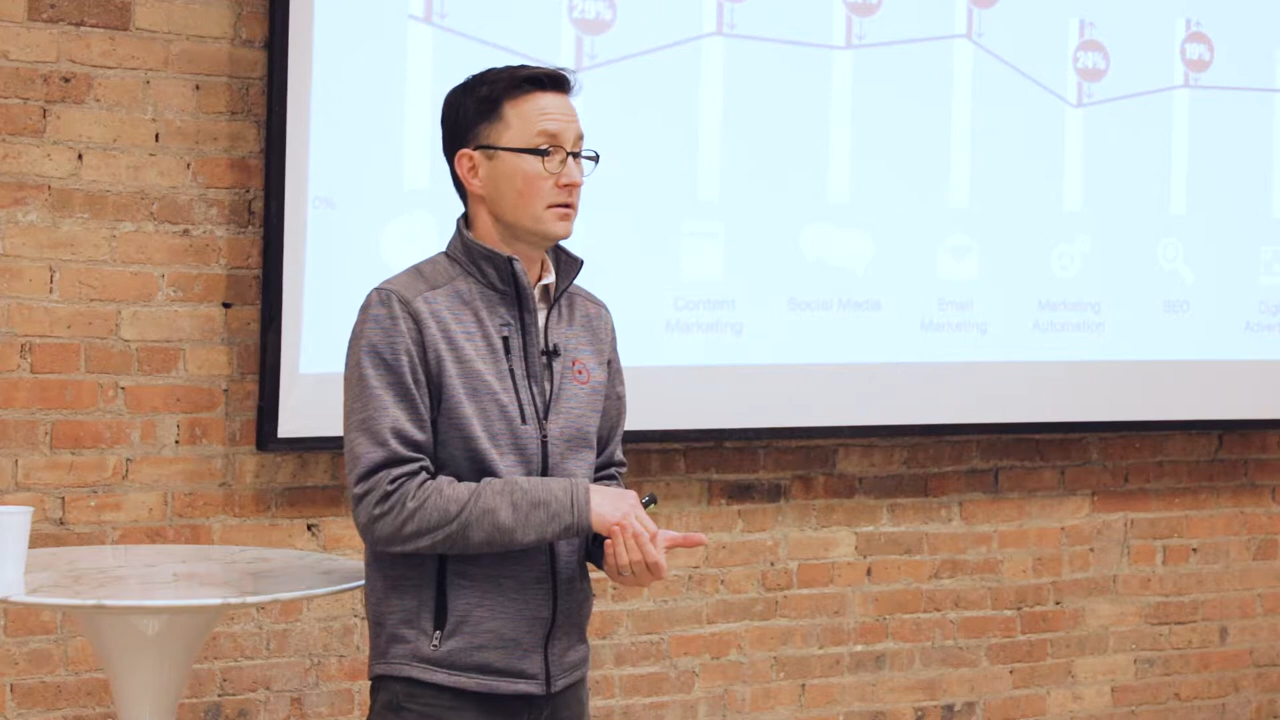 28%
24%
19%
0%
Content
Marketing
Social Media
Email
Marketing
Marketing
Automation
SEO